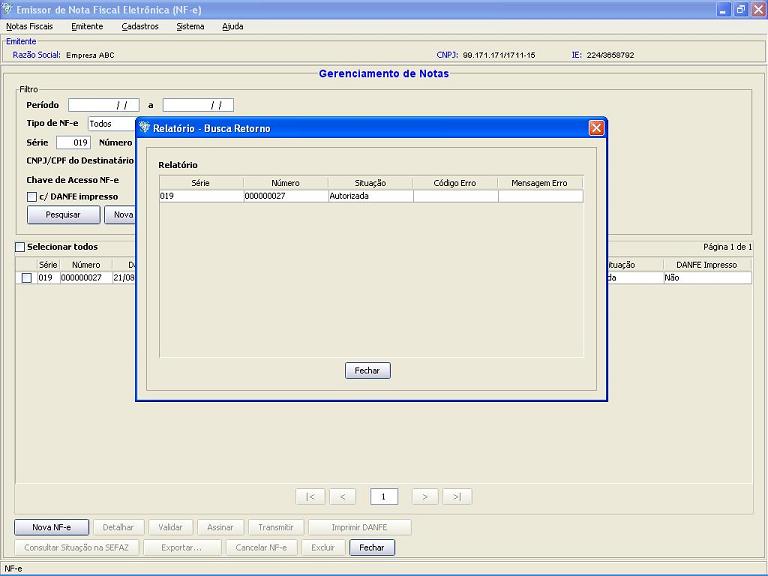 Emissor de Nota Fiscal Eletrônica (NF-e)
Notas Fiscais Emitente Cadastros Sistema Ajuda
Emitente
Razão Social: Empresa ABC CNPJ: 99.171.171/1711-15 IE: 224/3658792
Gerenciamento de Notas
Filtro
Período / / a / /
Tipo de NF-e Todos
Série 019 Número
CNPJ/CPF do Destinatário
Chave de Acesso NF-e
c/ DANFE impresso
Pesquisar Nova
Selecionar todos Página 1 de 1
Série Número DANFE Impresso
019 000000027 21/08 Não
Relatório - Busca Retorno
Relatório
Série Número Situação Código Erro Mensagem Erro
019 000000027 Autorizada
Fechar
|< < 1 > >|
Nova NF-e Detalhar Validar Assinar Transmitir Imprimir DANFE
Consultar Situação na SEFAZ Exportar... Cancelar NF-e Excluir Fechar
NF-e